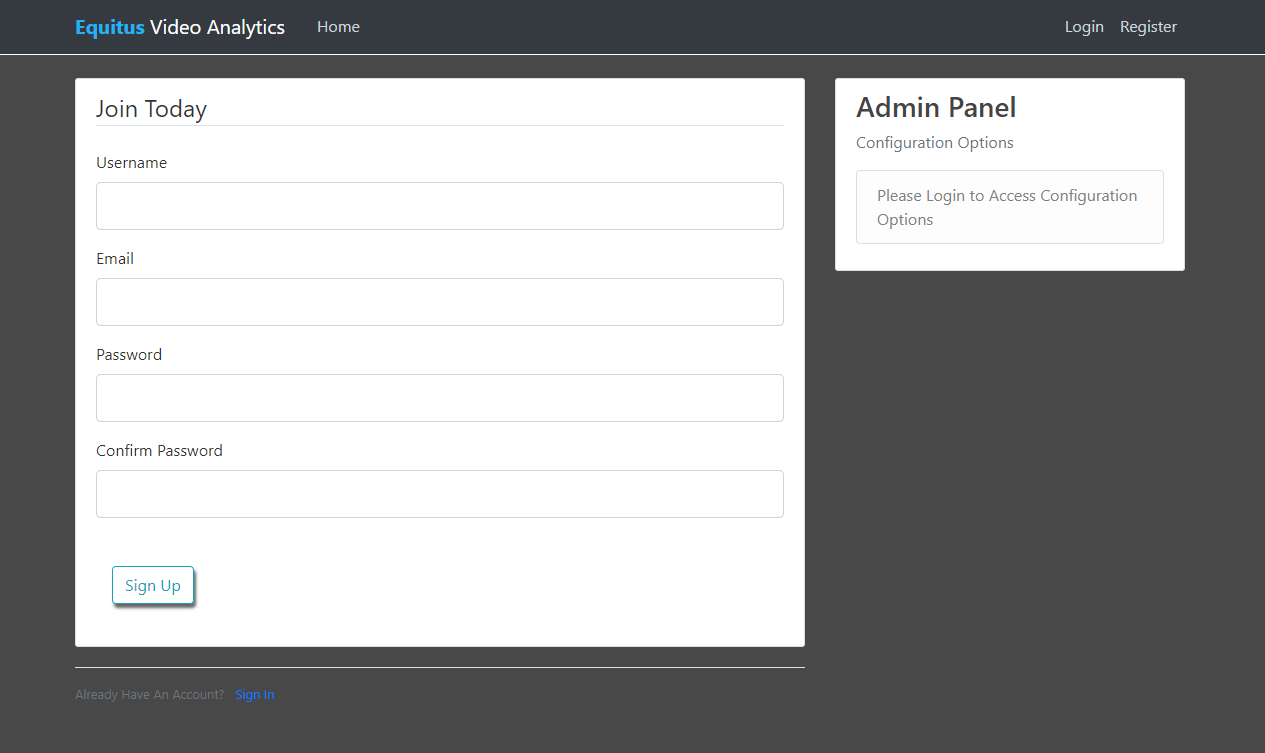 Equitus Video Analytics Home Login Register
Join Today
Username
Email
Password
Confirm Password
Sign Up
Already Have An Account? Sign In
Admin Panel
Configuration Options
Please Login to Access Configuration
Options